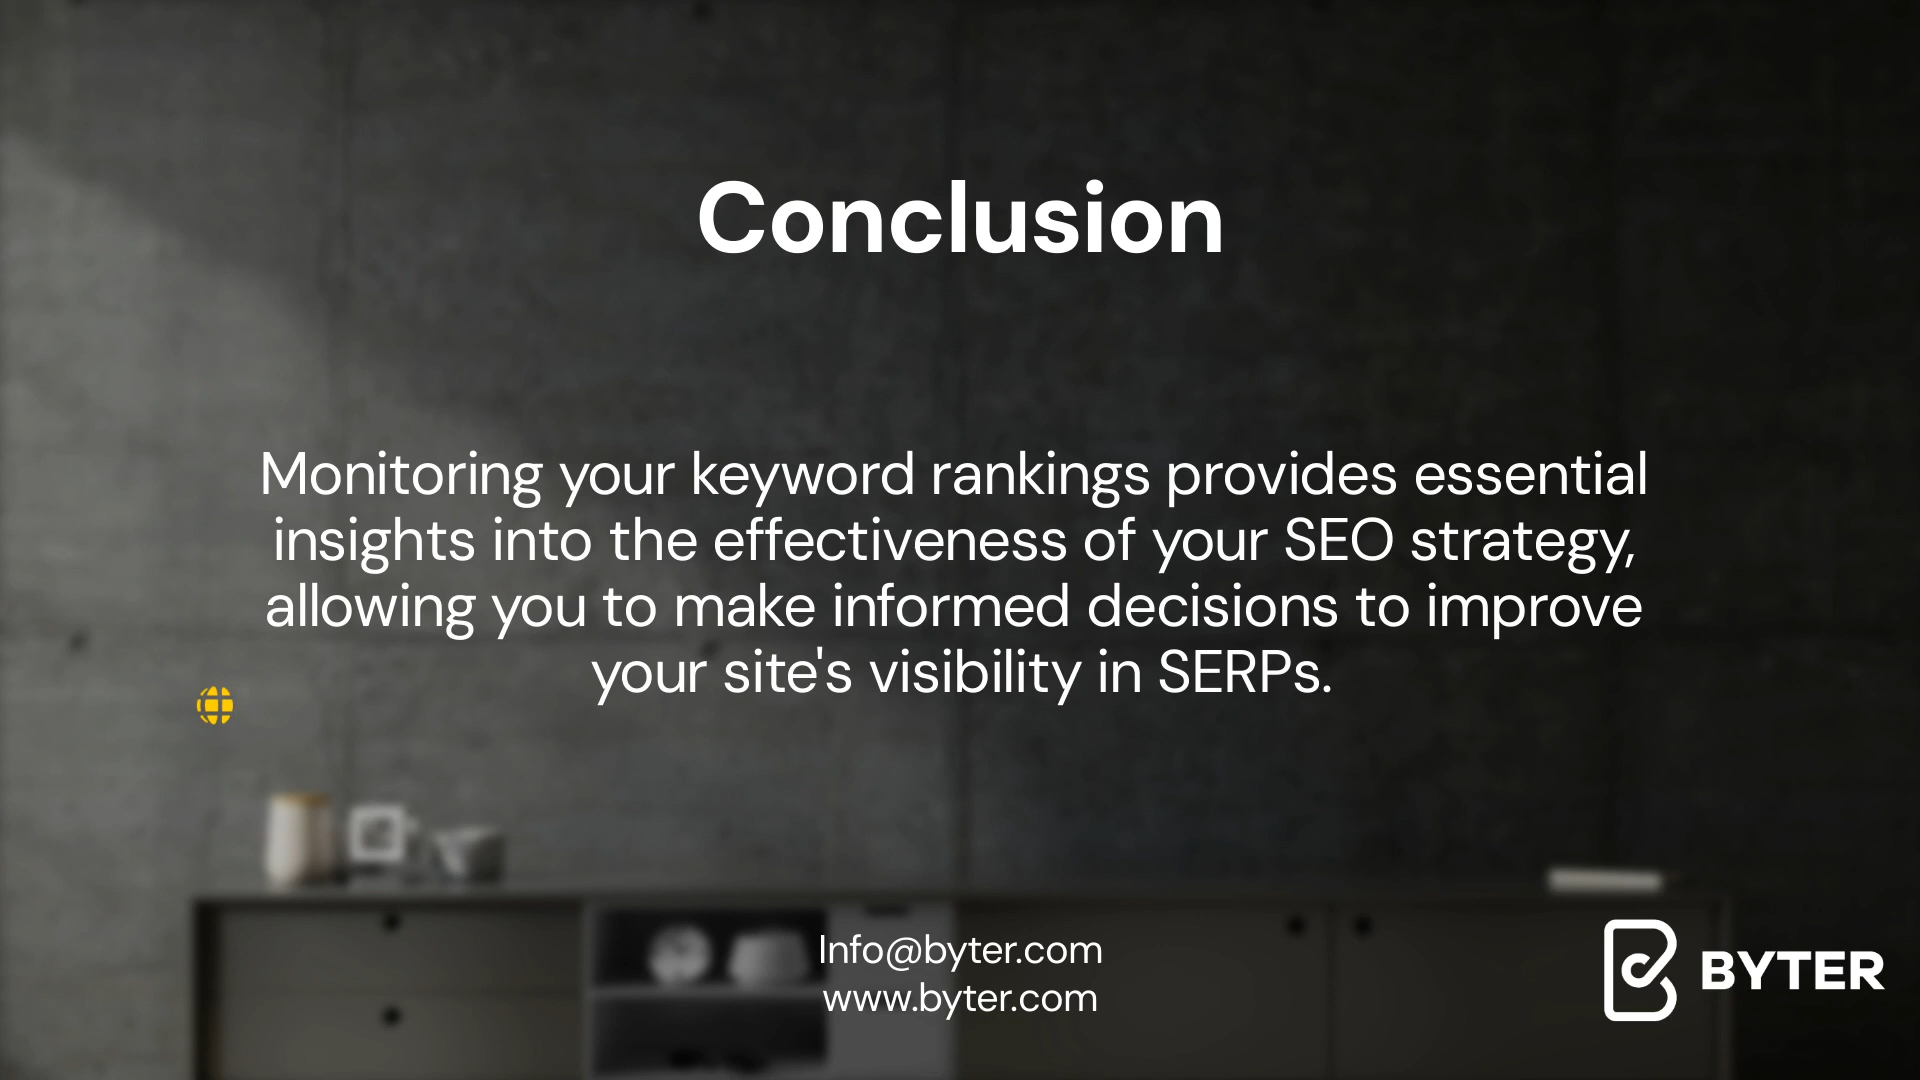 Conclusion
Monitoring your keyword rankings provides essential
insights into the effectiveness of your SEO strategy,
allowing you to make informed decisions to improve
your site's visibility in SERPs.
Info@byter.com
www.byter.com
BYTER